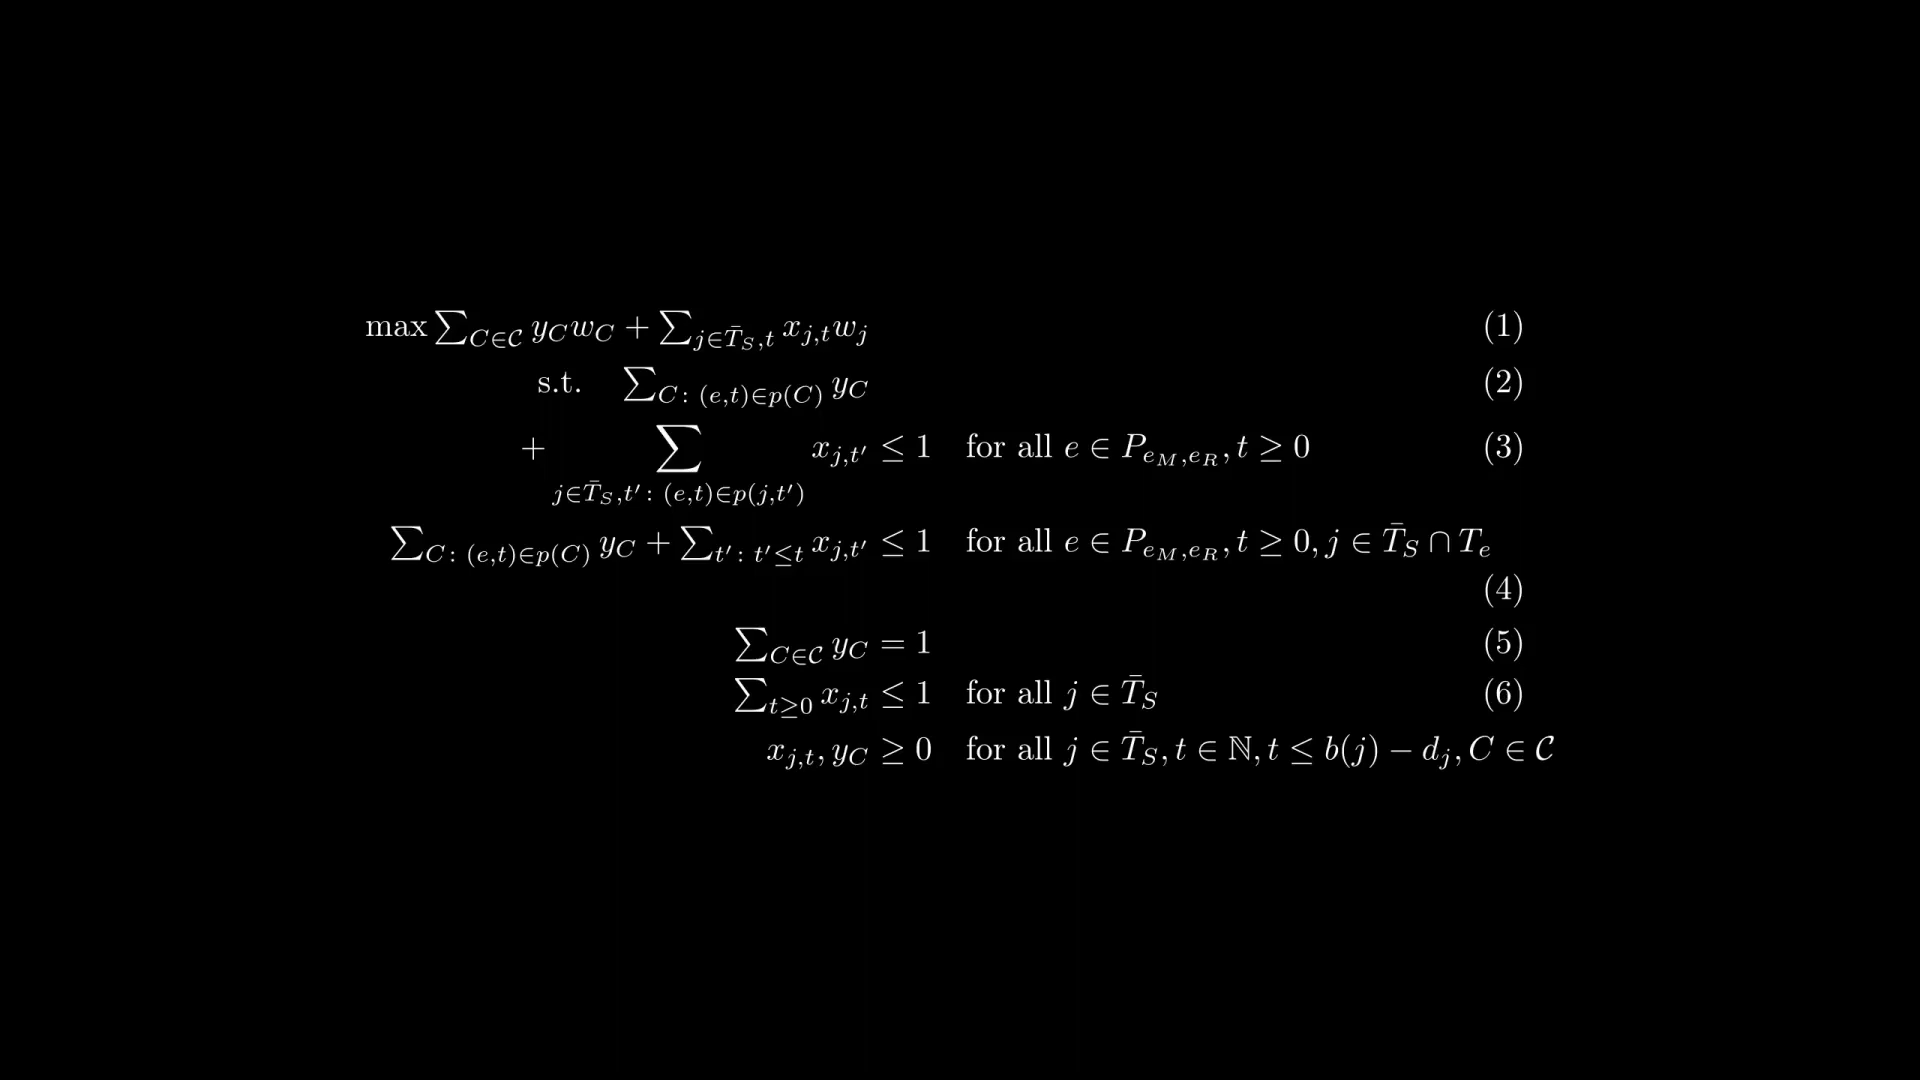 max ∑_{C∈𝒞} y_C w_C + ∑_{j∈T̄_S,t} x_{j,t} w_j (1)
s.t. ∑_{C: (e,t)∈p(C)} y_C (2)
+ ∑_{j∈T̄_S,t′: (e,t)∈p(j,t′)} x_{j,t′} ≤ 1 for all e ∈ P_{e_M,e_R}, t ≥ 0 (3)
∑_{C: (e,t)∈p(C)} y_C + ∑_{t′: t′≤t} x_{j,t′} ≤ 1 for all e ∈ P_{e_M,e_R}, t ≥ 0, j ∈ T̄_S ∩ T_e
(4)
∑_{C∈𝒞} y_C = 1 (5)
∑_{t≥0} x_{j,t} ≤ 1 for all j ∈ T̄_S (6)
x_{j,t}, y_C ≥ 0 for all j ∈ T̄_S, t ∈ ℕ, t ≤ b(j) − d_j, C ∈ 𝒞